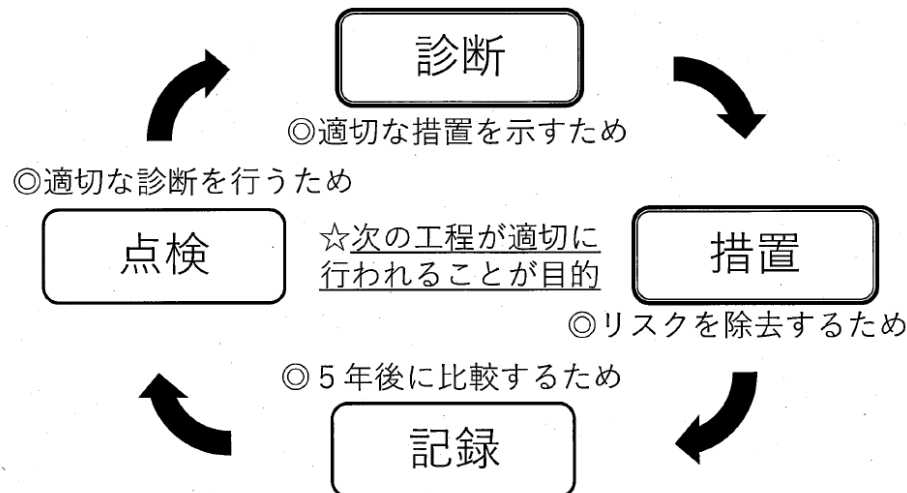 診断
◎適切な措置を示すため
◎適切な診断を行うため
点検
☆次の工程が適切に
行われることが目的
措置
◎リスクを除去するため
◎5年後に比較するため
記録